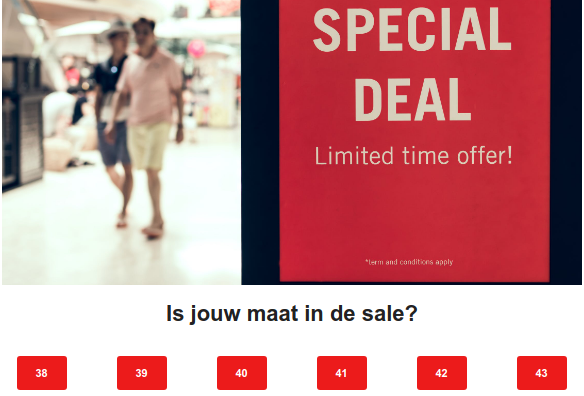 SPECIAL
DEAL
Limited time offer!
*term and conditions apply
Is jouw maat in de sale?
38 39 40 41 42 43